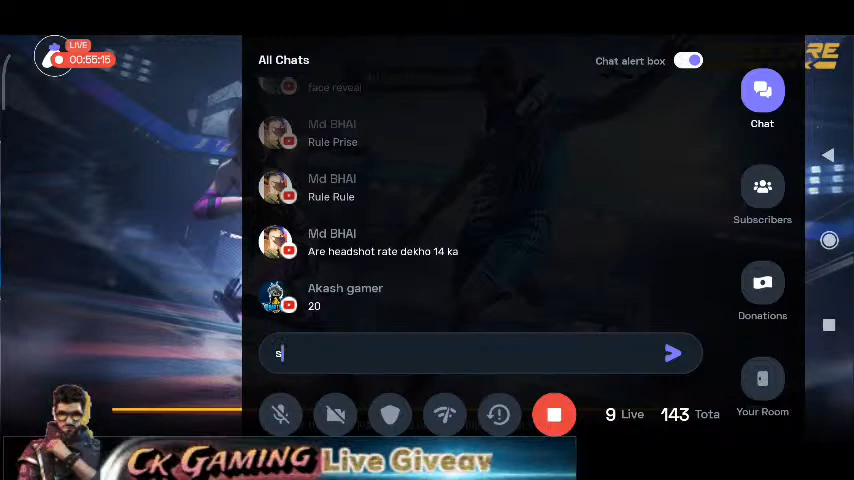 LIVE
00:55:15
All Chats
Chat alert box
face reveal
Md BHAI
Rule Prise
Md BHAI
Rule Rule
Md BHAI
Are headshot rate dekho 14 ka
Akash gamer
20
s
Chat
Subscribers
Donations
Your Room
9 Live
143 Tota
CK GAMING Live Giveav